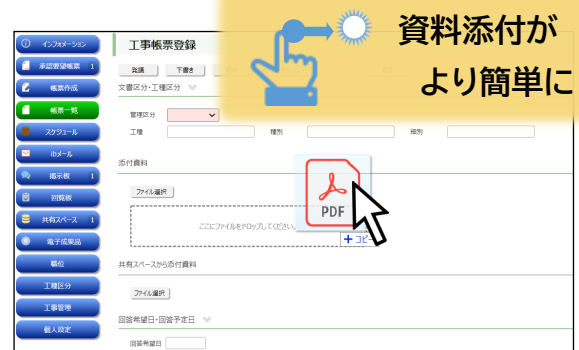 資料添付が
より簡単に
インフォメーション
承認要望帳票 1
帳票作成
帳票一覧
スケジュール
ibメール
掲示板 1
回覧板
共有スペース 1
電子成果品
職位
工種区分
工事管理
個人設定
工事帳票登録
発議 下書き
文書区分・工種区分
管理区分
工種 種別 細別
添付資料
ファイル選択
ここにファイルをドロップしてください。
PDF
+コピー
共有スペースから添付資料
ファイル選択
回答希望日・回答予定日
回答希望日